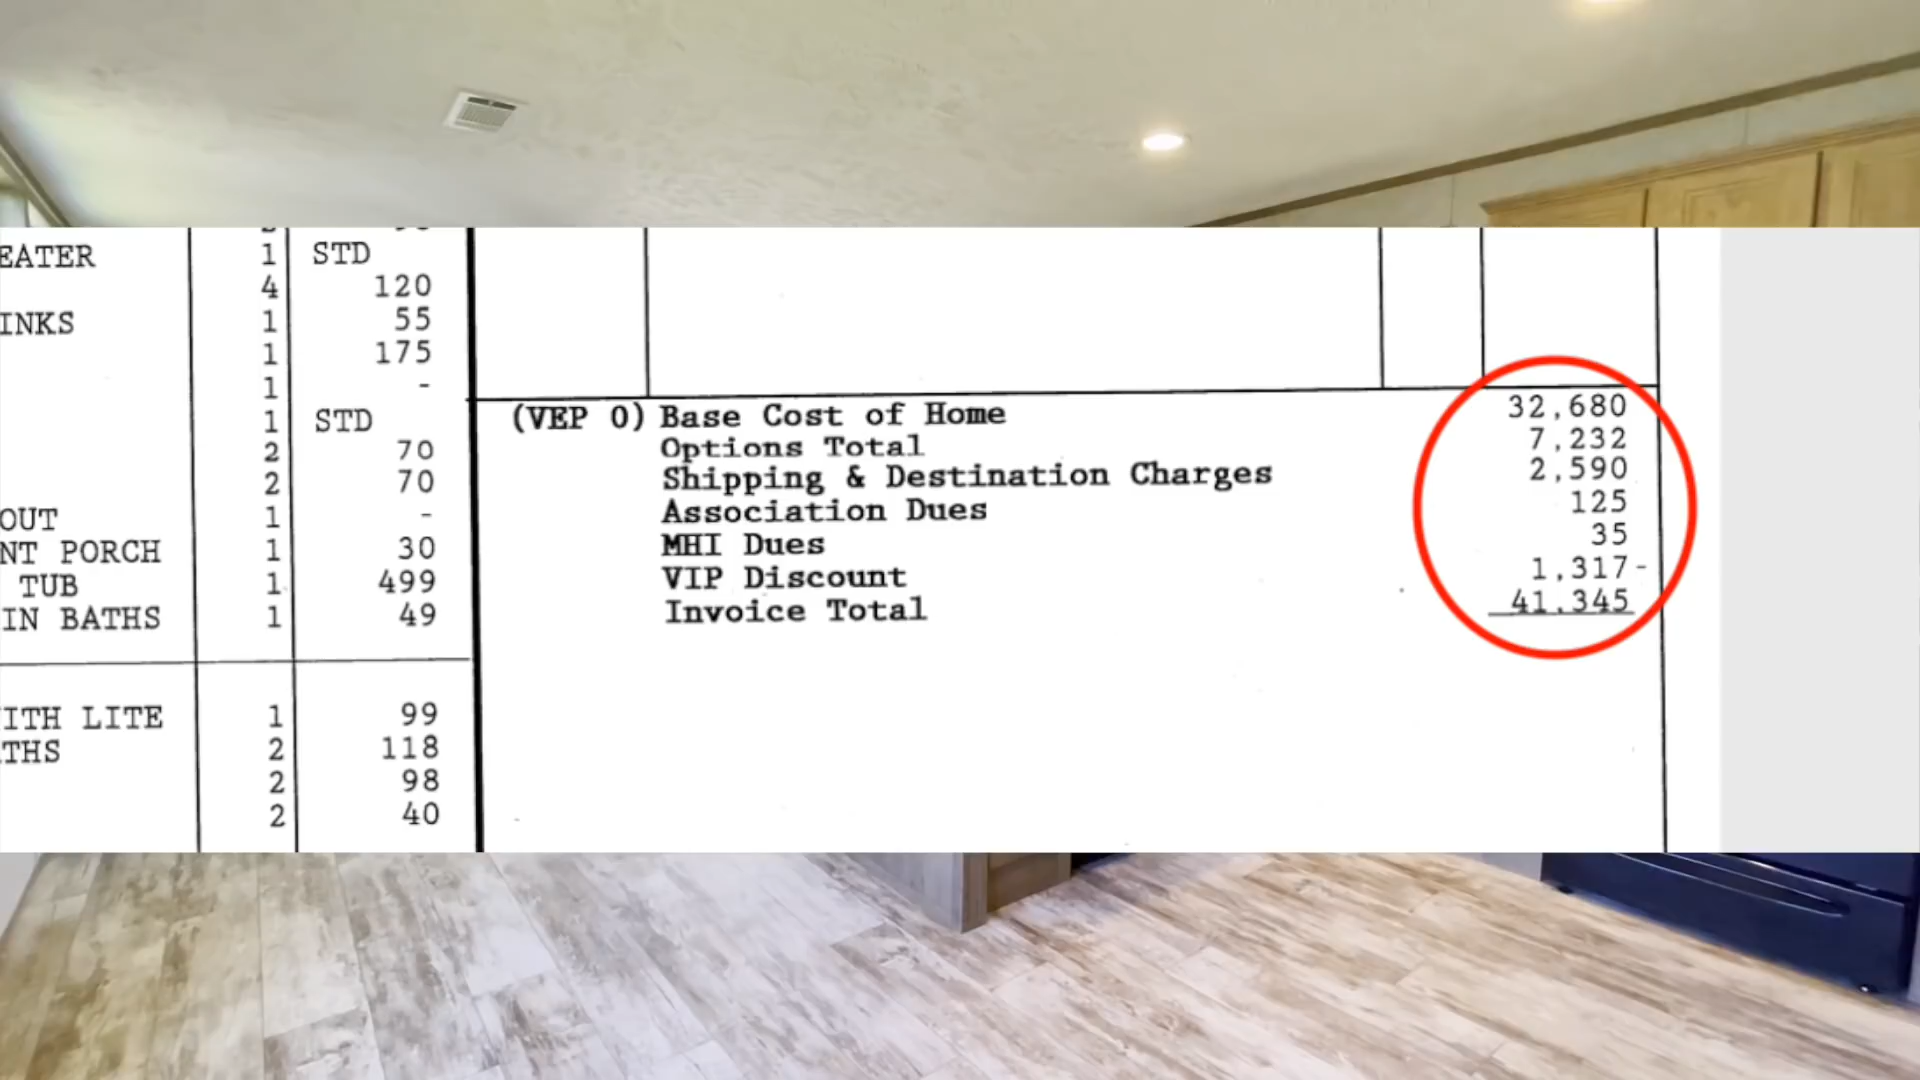 EATER 1 STD
4 120
INKS 1 55
1 175
1 -
1 STD
2 70
2 70
OUT 1 -
NT PORCH 1 30
TUB 1 499
IN BATHS 1 49
ITH LITE 1 99
THS 2 118
2 98
2 40
(VEP 0) Base Cost of Home 32,680
Options Total 7,232
Shipping & Destination Charges 2,590
Association Dues 125
MHI Dues 35
VIP Discount 1,317-
Invoice Total 41,345